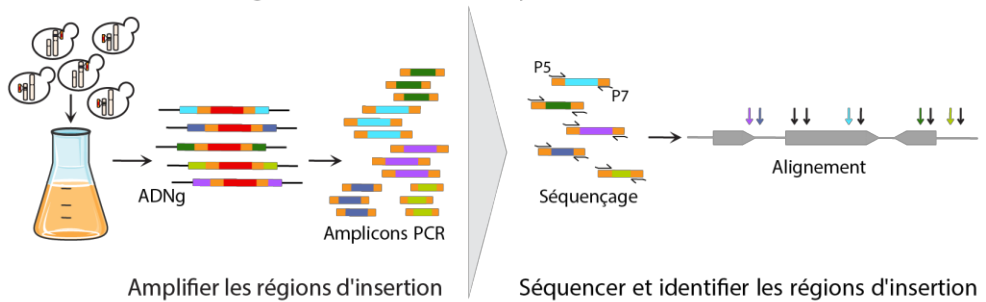 ADNg
Amplicons PCR
Amplifier les régions d'insertion
P5
P7
Séquençage
Alignement
Séquencer et identifier les régions d'insertion